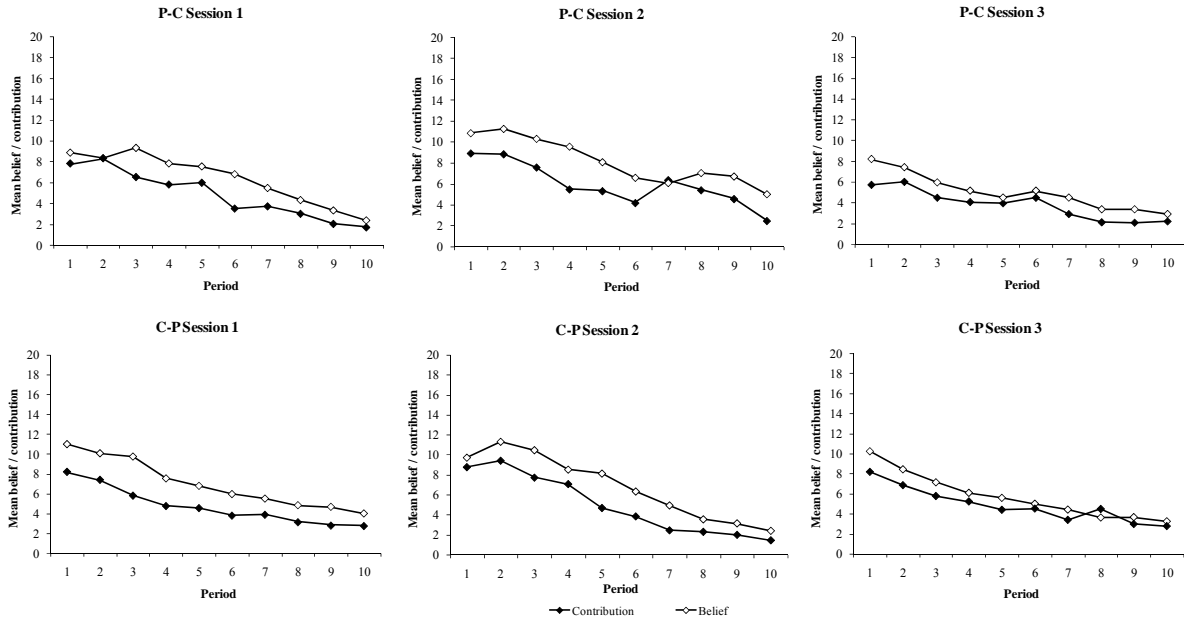 P-C Session 1
Mean belief / contribution
20
18
16
14
12
10
8
6
4
2
0
1 2 3 4 5 6 7 8 9 10
Period
P-C Session 2
Mean belief / contribution
20
18
16
14
12
10
8
6
4
2
0
1 2 3 4 5 6 7 8 9 10
Period
P-C Session 3
Mean belief / contribution
20
18
16
14
12
10
8
6
4
2
0
1 2 3 4 5 6 7 8 9 10
Period
C-P Session 1
Mean belief / contribution
20
18
16
14
12
10
8
6
4
2
0
1 2 3 4 5 6 7 8 9 10
Period
C-P Session 2
Mean belief / contribution
20
18
16
14
12
10
8
6
4
2
0
1 2 3 4 5 6 7 8 9 10
Period
Contribution Belief
C-P Session 3
Mean belief / contribution
20
18
16
14
12
10
8
6
4
2
0
1 2 3 4 5 6 7 8 9 10
Period